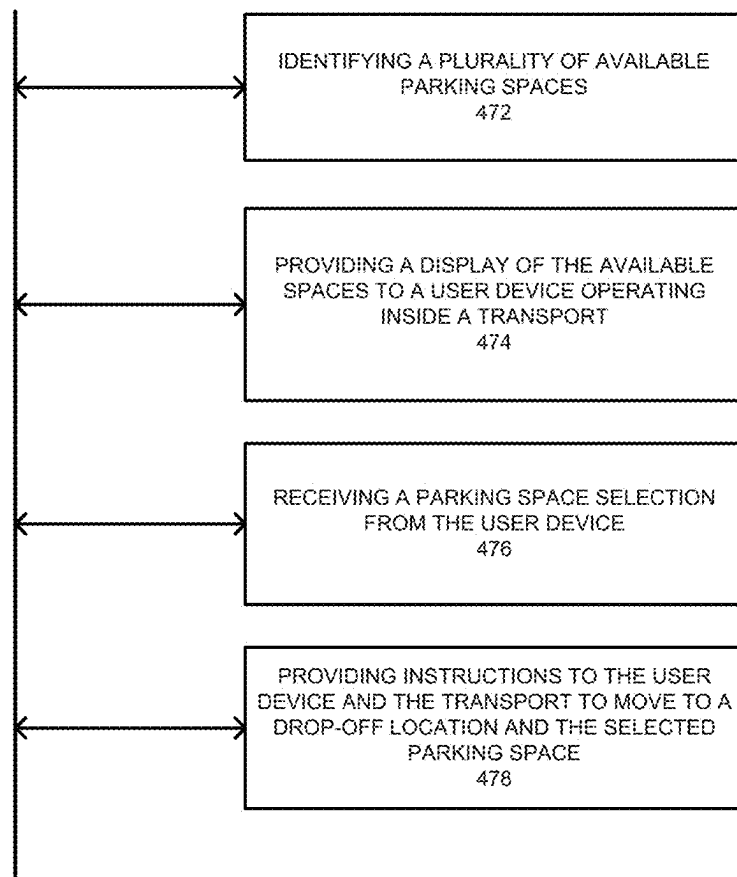 IDENTIFYING A PLURALITY OF AVAILABLE
PARKING SPACES
472
PROVIDING A DISPLAY OF THE AVAILABLE
SPACES TO A USER DEVICE OPERATING
INSIDE A TRANSPORT
474
RECEIVING A PARKING SPACE SELECTION
FROM THE USER DEVICE
476
PROVIDING INSTRUCTIONS TO THE USER
DEVICE AND THE TRANSPORT TO MOVE TO A
DROP-OFF LOCATION AND THE SELECTED
PARKING SPACE
478